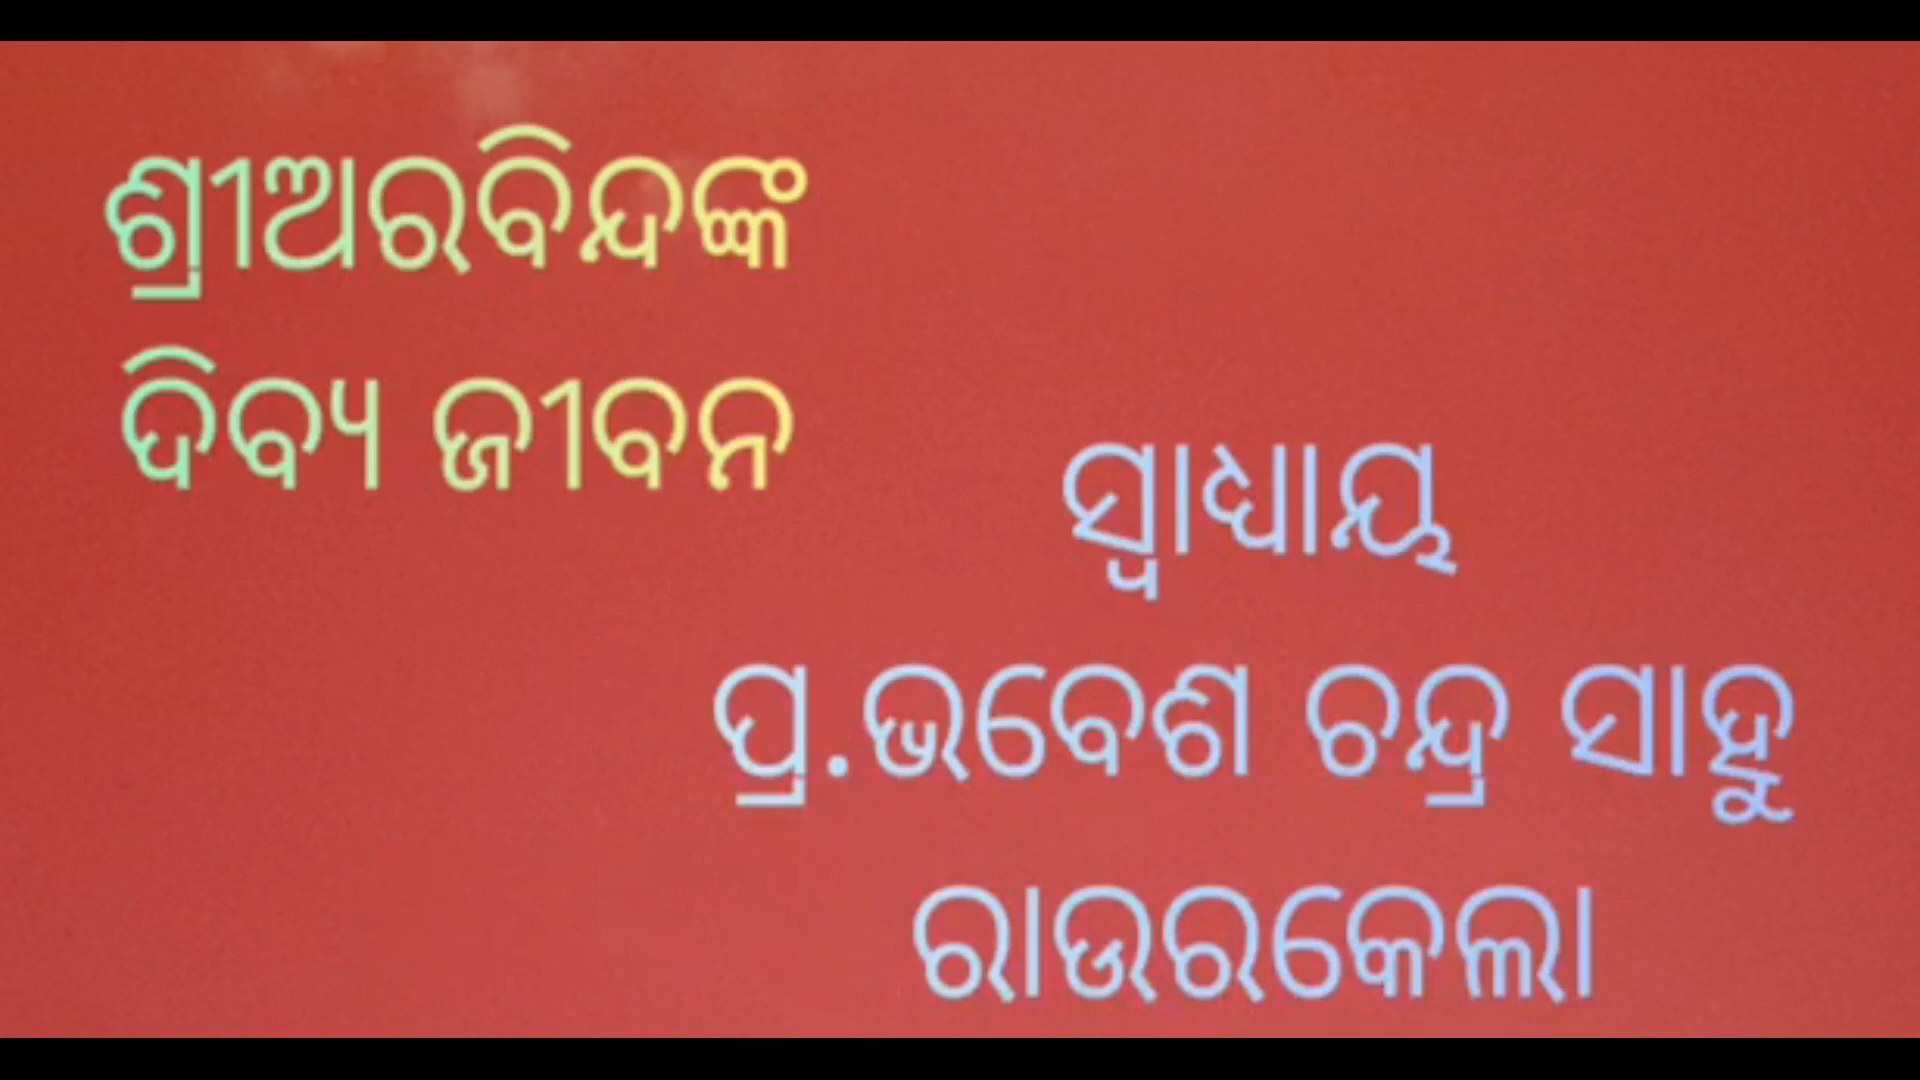 ଶ୍ରୀଅରବିନ୍ଦଙ୍କ
ଦିବ୍ୟ ଜୀବନ
ସ୍ୱାଧ୍ୟାୟ
ପ୍ର.ଭବେଶ ଚନ୍ଦ୍ର ସାହୁ
ରାଉରକେଲା